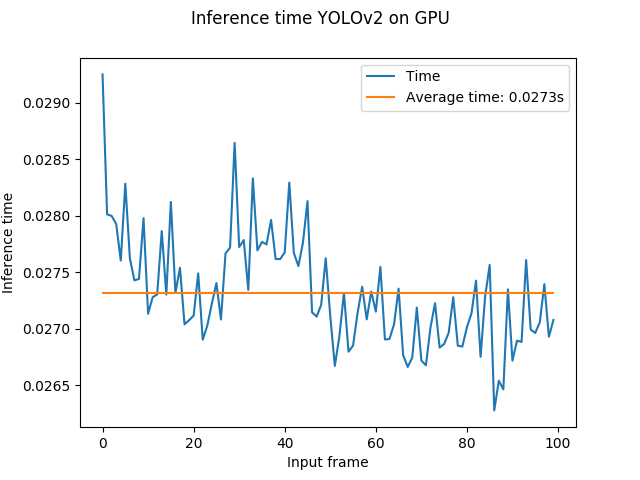 Inference time YOLOv2 on GPU
Time
Average time: 0.0273s
0.0290
0.0285
0.0280
0.0275
0.0270
0.0265
Inference time
0
20
40
60
80
100
Input frame